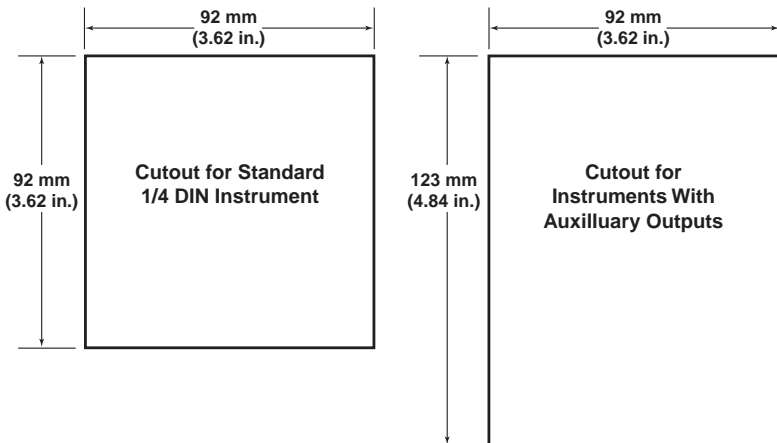 92 mm
(3.62 in.)
92 mm
(3.62 in.)
92 mm
(3.62 in.)
Cutout for Standard
1/4 DIN Instrument
123 mm
(4.84 in.)
Cutout for
Instruments With
Auxilluary Outputs